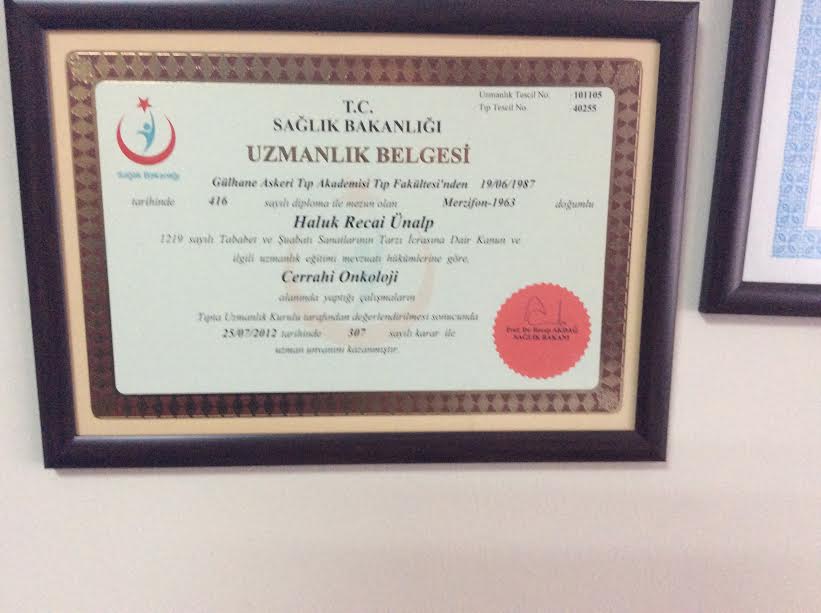 Uzmanlık Tescil No. 101105
Tıp Tescil No. 40255
T.C.
SAĞLIK BAKANLIĞI
UZMANLIK BELGESİ
Sağlık Bakanlığı
Gülhane Askeri Tıp Akademisi Tıp Fakültesi'nden 19/06/1987
tarihinde 416 sayılı diploma ile mezun olan Merzifon-1963 doğumlu
Haluk Recai Ünalp
1219 sayılı Tababet ve Şuabatı Sanatlarının Tarzı İcrasına Dair Kanun ve
ilgili uzmanlık eğitimi mevzuatı hükümlerine göre,
Cerrahi Onkoloji
alanında yaptığı çalışmaların
Tıpta Uzmanlık Kurulu tarafından değerlendirilmesi sonucunda
25/07/2012 tarihinde 307 sayılı karar ile
uzman unvanını kazanmıştır.
Prof. Dr. Recep AKDAĞ
SAĞLIK BAKANI